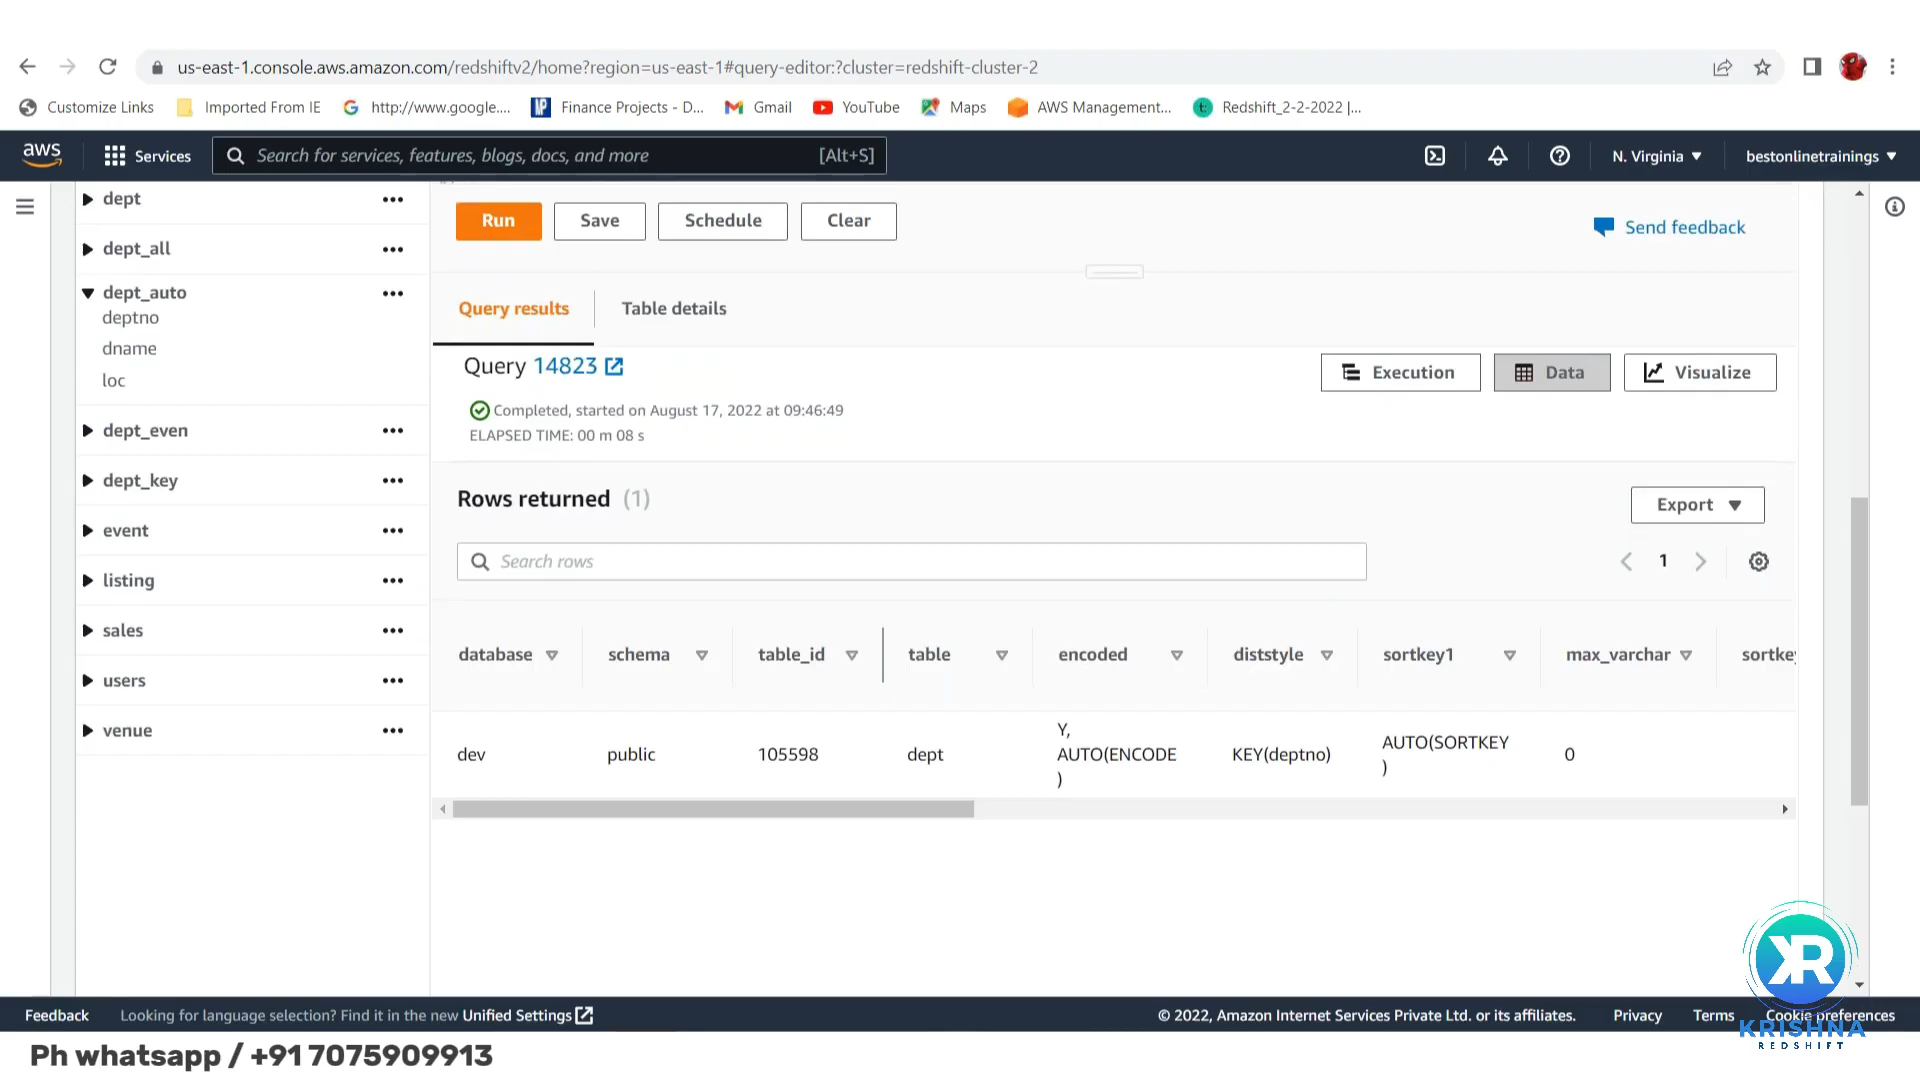 us-east-1.console.aws.amazon.com/redshiftv2/home?region=us-east-1#query-editor:?cluster=redshift-cluster-2
Customize Links Imported From IE http://www.google.... Finance Projects - D... Gmail YouTube Maps AWS Management... Redshift_2-2-2022 |...
aws Services Search for services, features, blogs, docs, and more [Alt+S] N. Virginia bestonlinetrainings
dept
dept_all
dept_auto
deptno
dname
loc
dept_even
dept_key
event
listing
sales
users
venue
Run Save Schedule Clear
Send feedback
Query results Table details
Query 14823
Execution Data Visualize
Completed, started on August 17, 2022 at 09:46:49
ELAPSED TIME: 00 m 08 s
Rows returned (1)
Export
Search rows
1
database schema table_id table encoded diststyle sortkey1 max_varchar sortkey
dev public 105598 dept Y, AUTO(ENCODE) KEY(deptno) AUTO(SORTKEY) 0
KR
KRISHNA
REDSHIFT
Feedback Looking for language selection? Find it in the new Unified Settings © 2022, Amazon Internet Services Private Ltd. or its affiliates. Privacy Terms Cookie preferences
Ph whatsapp / +91 7075909913